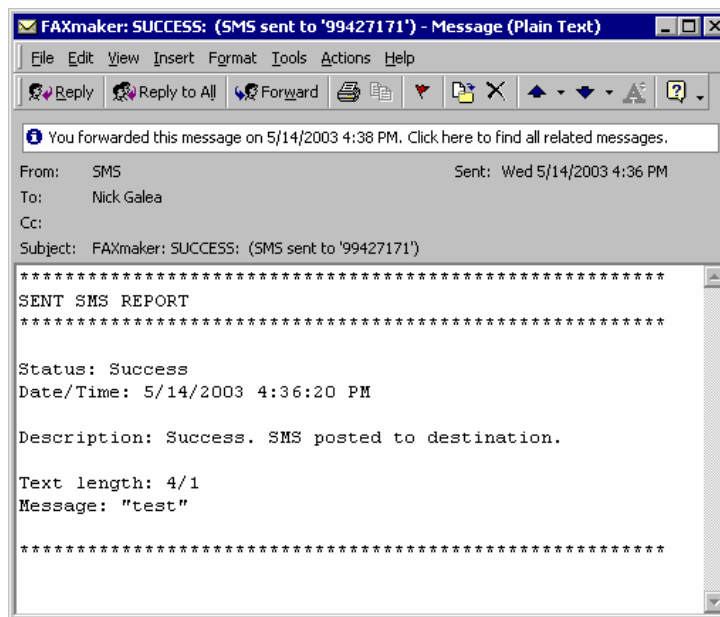 FAXmaker: SUCCESS: (SMS sent to '99427171') - Message (Plain Text)
File Edit View Insert Format Tools Actions Help
Reply Reply to All Forward
You forwarded this message on 5/14/2003 4:38 PM. Click here to find all related messages.
From: SMS Sent: Wed 5/14/2003 4:36 PM
To: Nick Galea
Cc:
Subject: FAXmaker: SUCCESS: (SMS sent to '99427171')
*********************************************************
SENT SMS REPORT
*********************************************************
Status: Success
Date/Time: 5/14/2003 4:36:20 PM
Description: Success. SMS posted to destination.
Text length: 4/1
Message: "test"
*********************************************************